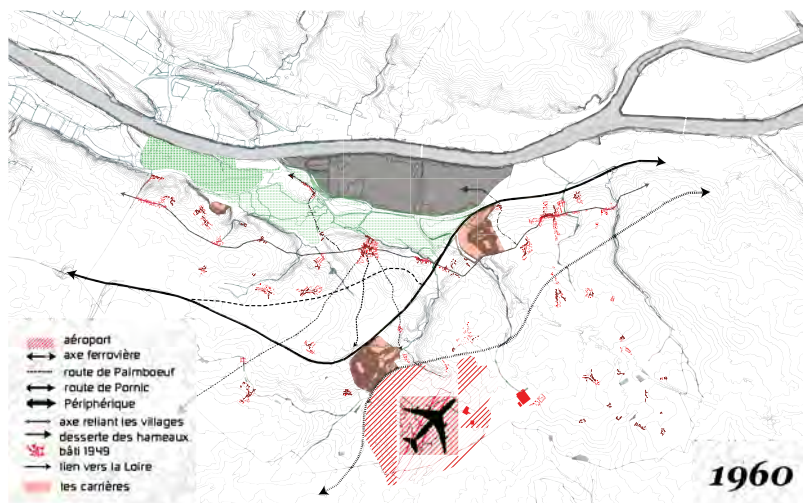 aéroport
axe ferrovière
route de Paimboeuf
route de Pornic
Périphérique
axe reliant les villages
desserte des hameaux
bâti 1949
lien vers la Loire
les carrières
1960